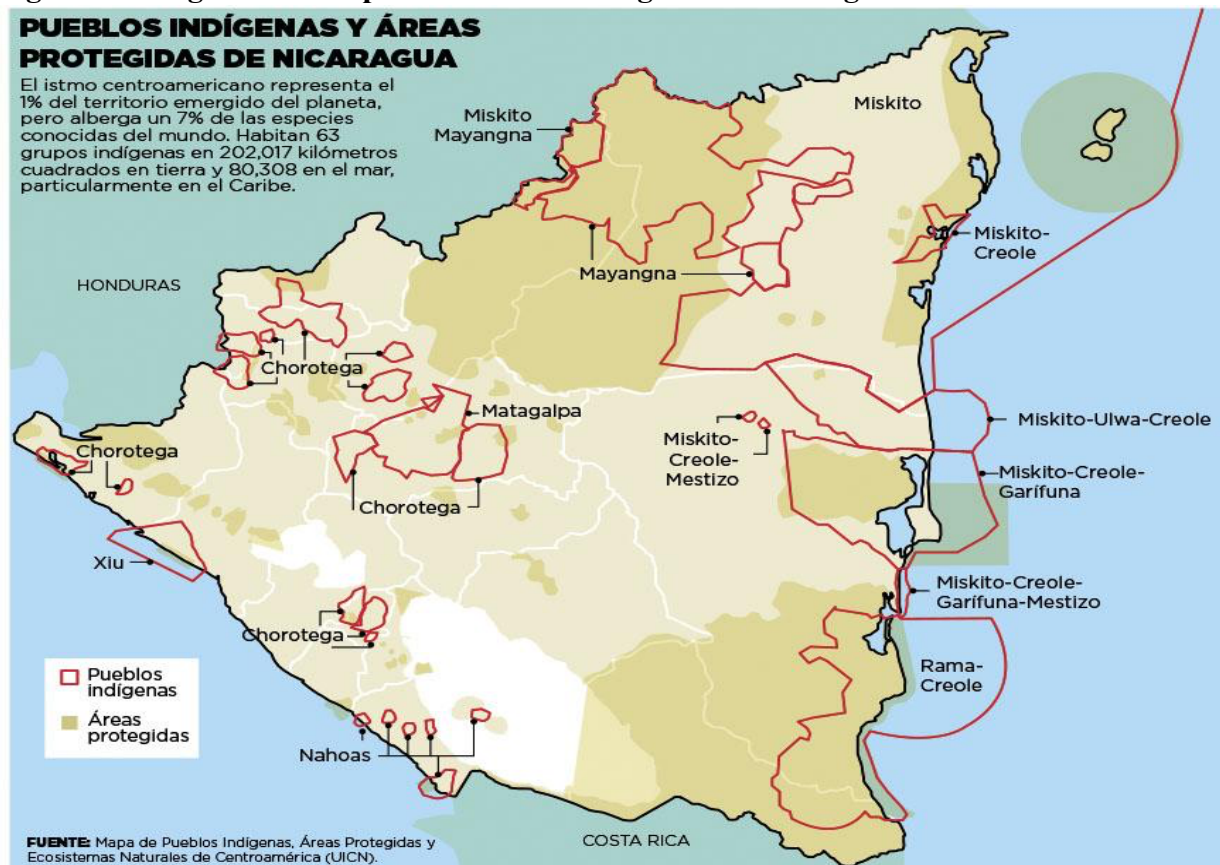 PUEBLOS INDÍGENAS Y ÁREAS
PROTEGIDAS DE NICARAGUA
El istmo centroamericano representa el
1% del territorio emergido del planeta,
pero alberga un 7% de las especies
conocidas del mundo. Habitan 63
grupos indígenas en 202,017 kilómetros
cuadrados en tierra y 80,308 en el mar,
particularmente en el Caribe.
Miskito
Mayangna
Miskito
Miskito-
Creole
Mayangna
HONDURAS
Chorotega
Matagalpa
Miskito-
Creole-
Mestizo
Miskito-Ulwa-Creole
Miskito-Creole-
Garífuna
Chorotega
Chorotega
Xiu
Miskito-Creole-
Garífuna-Mestizo
Chorotega
Rama-
Creole
Pueblos
indígenas
Áreas
protegidas
Nahoas
COSTA RICA
FUENTE: Mapa de Pueblos Indígenas, Áreas Protegidas y
Ecosistemas Naturales de Centroamérica (UICN).